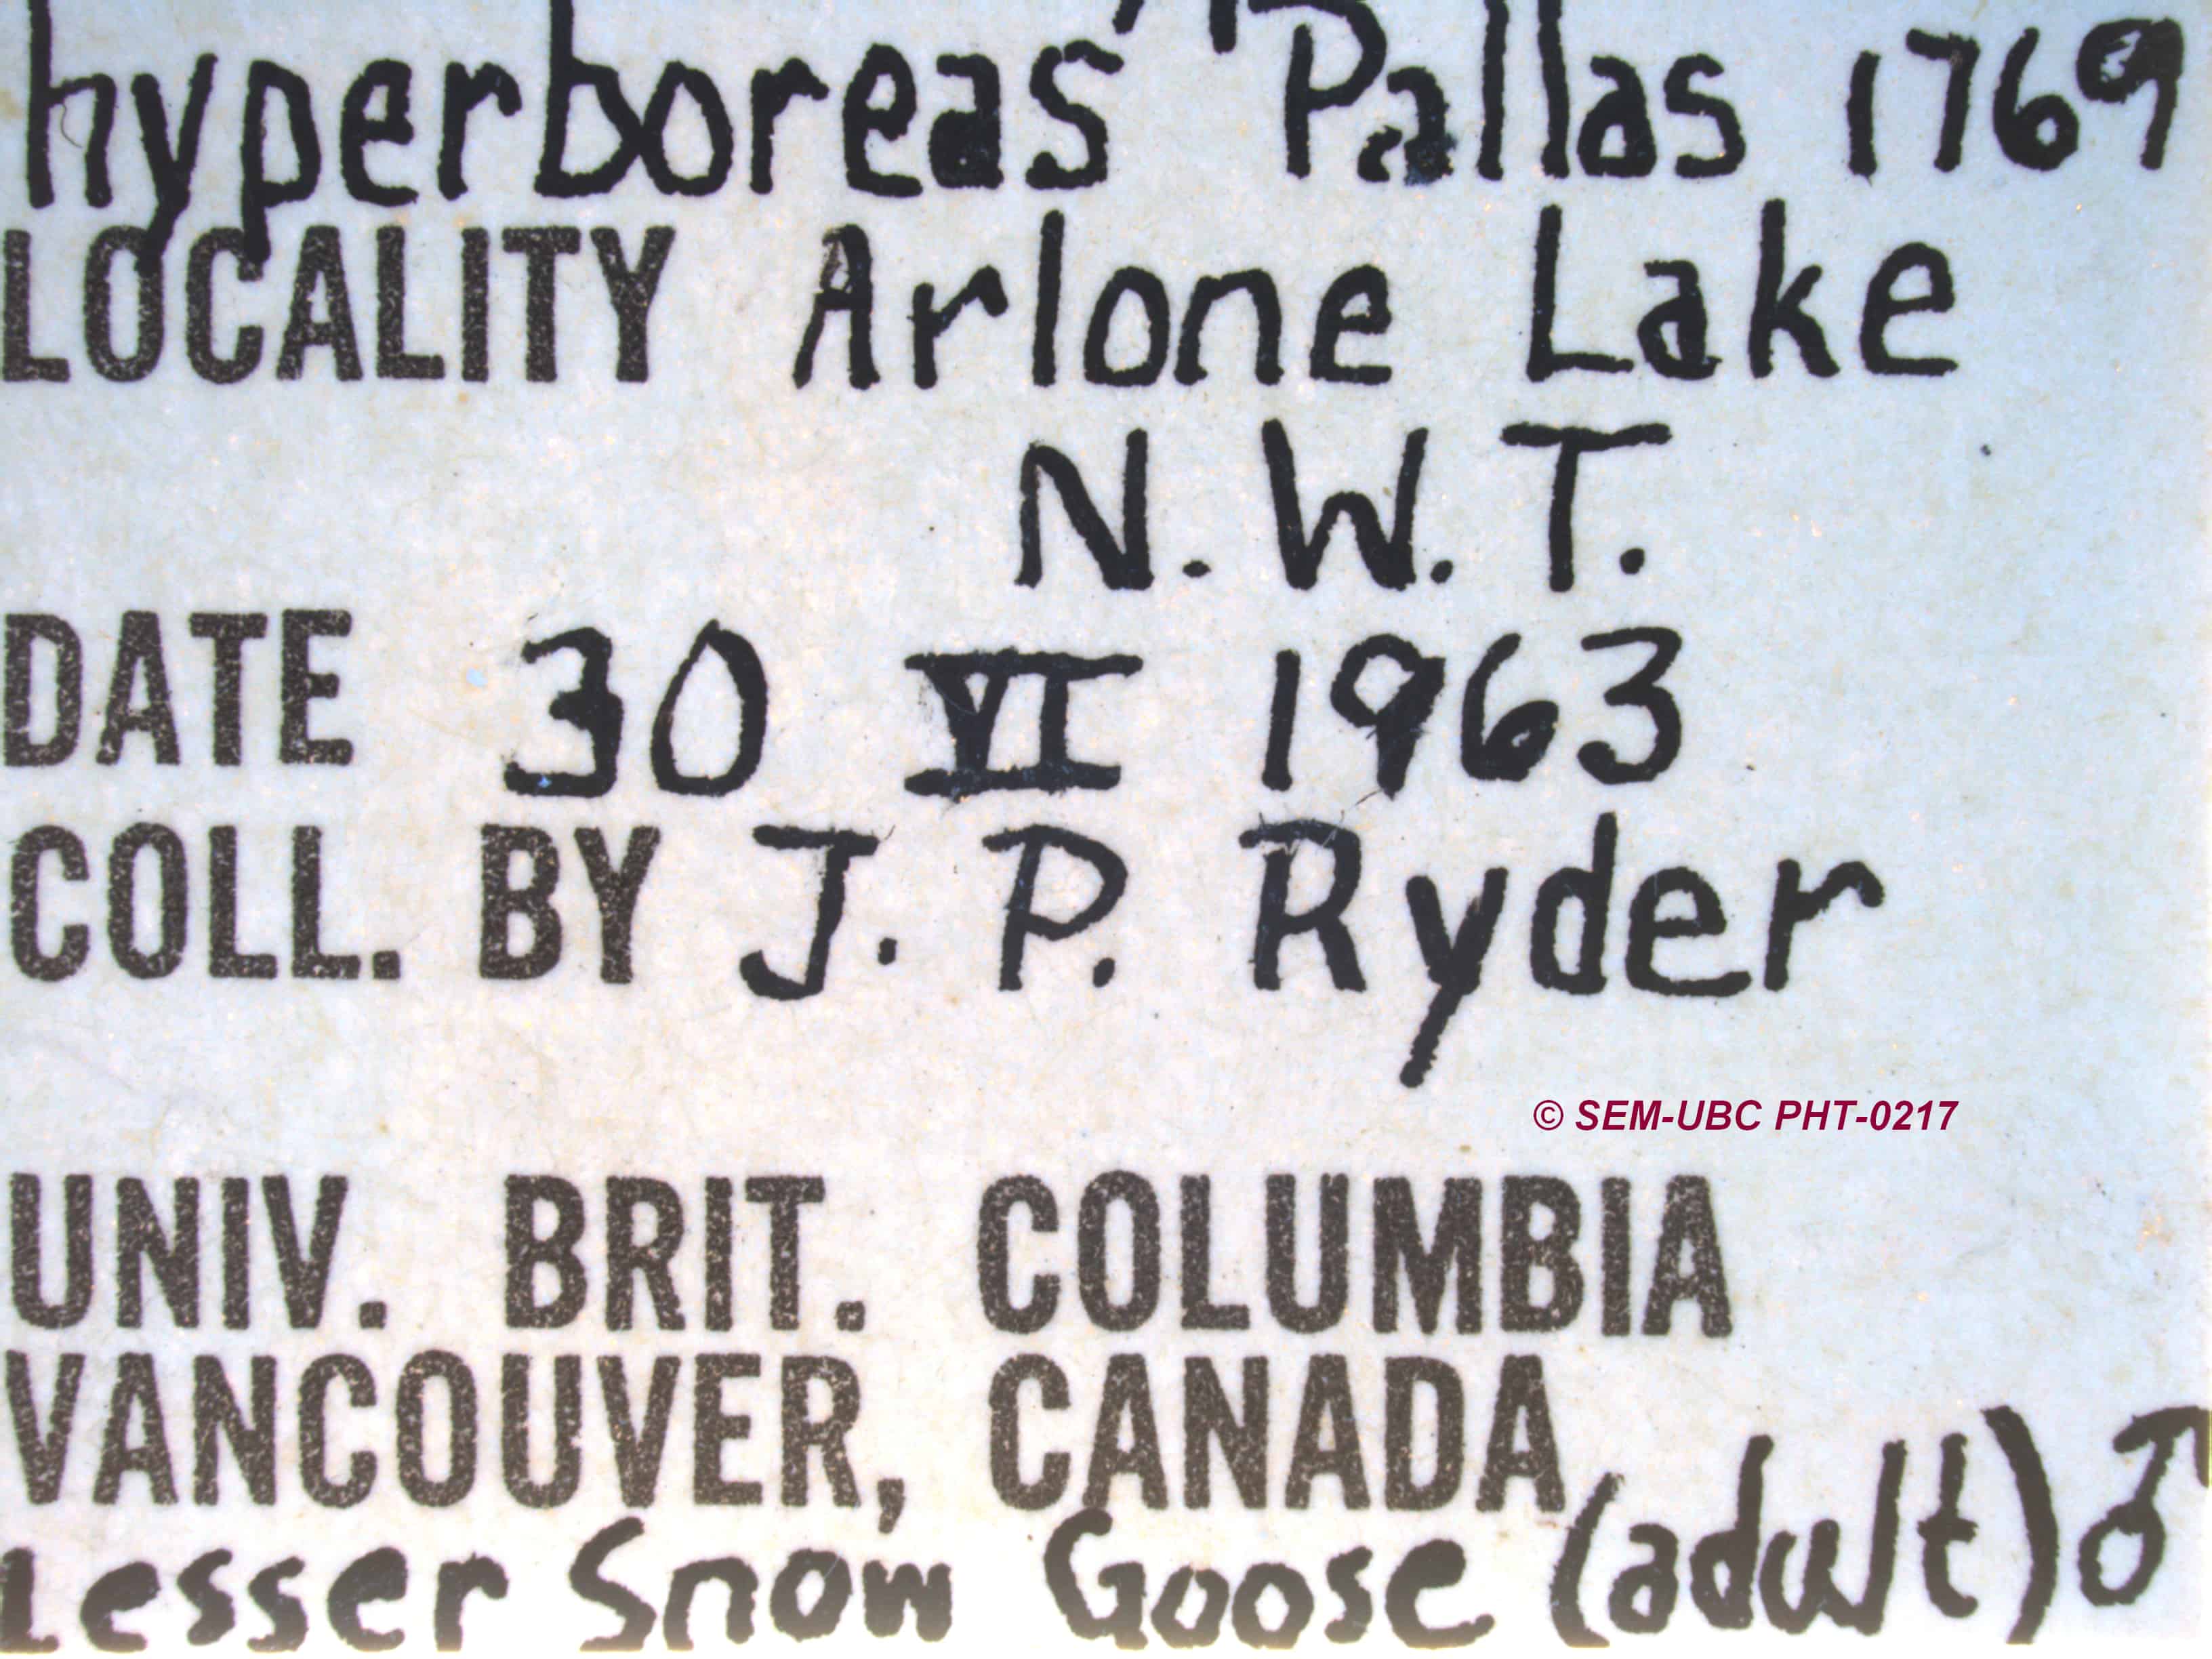 hyperboreas Pallas 1769
LOCALITY Arlone Lake
N.W.T.
DATE 30 VI 1963
COLL. BY J. P. Ryder
© SEM-UBC PHT-0217
UNIV. BRIT. COLUMBIA
VANCOUVER, CANADA
Lesser Snow Goose (adult) ♂